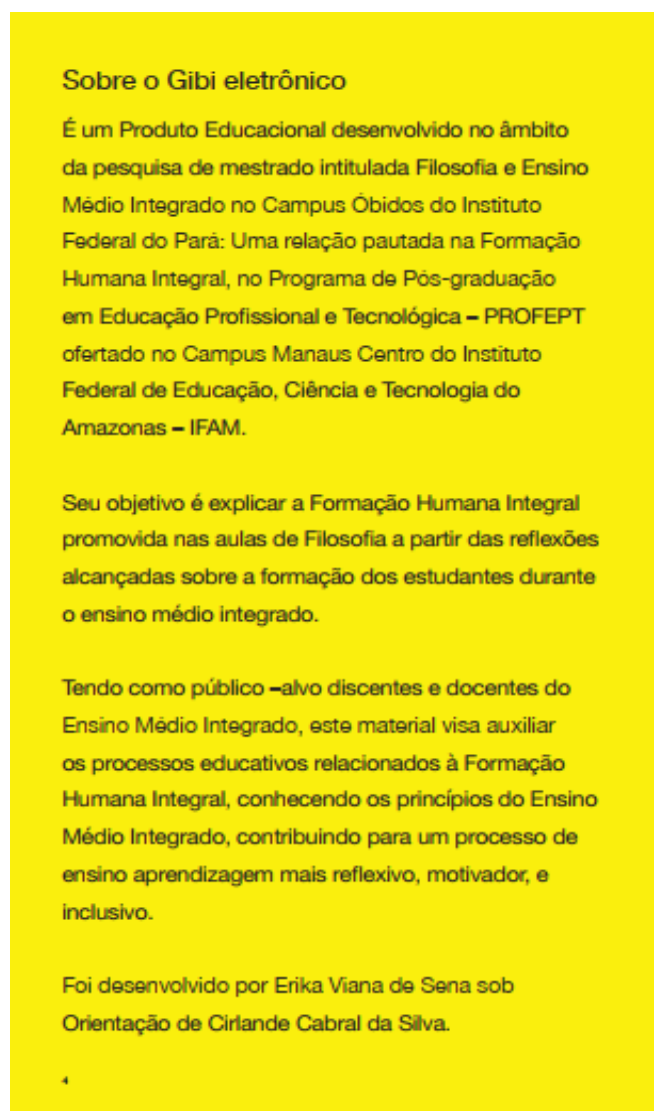 Sobre o Gibi eletrônico
É um Produto Educacional desenvolvido no âmbito
da pesquisa de mestrado intitulada Filosofia e Ensino
Médio Integrado no Campus Óbidos do Instituto
Federal do Pará: Uma relação pautada na Formação
Humana Integral, no Programa de Pós-graduação
em Educação Profissional e Tecnológica – PROFEPT
ofertado no Campus Manaus Centro do Instituto
Federal de Educação, Ciência e Tecnologia do
Amazonas – IFAM.
Seu objetivo é explicar a Formação Humana Integral
promovida nas aulas de Filosofia a partir das reflexões
alcançadas sobre a formação dos estudantes durante
o ensino médio integrado.
Tendo como público –alvo discentes e docentes do
Ensino Médio Integrado, este material visa auxiliar
os processos educativos relacionados à Formação
Humana Integral, conhecendo os princípios do Ensino
Médio Integrado, contribuindo para um processo de
ensino aprendizagem mais reflexivo, motivador, e
inclusivo.
Foi desenvolvido por Erika Viana de Sena sob
Orientação de Cirlande Cabral da Silva.
4